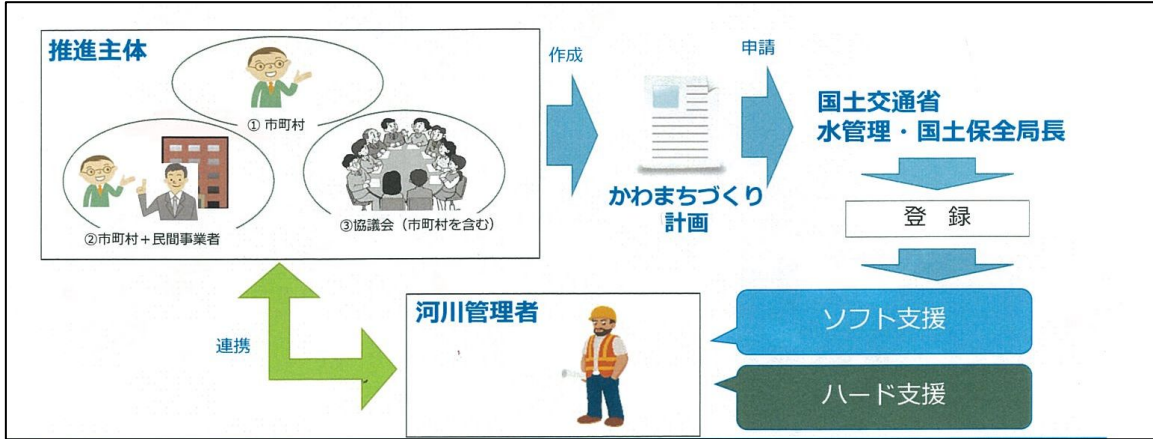 推進主体
① 市町村
②市町村＋民間事業者
③協議会（市町村を含む）
作成
かわまちづくり
計画
申請
国土交通省
水管理・国土保全局長
登　録
連携
河川管理者
ソフト支援
ハード支援